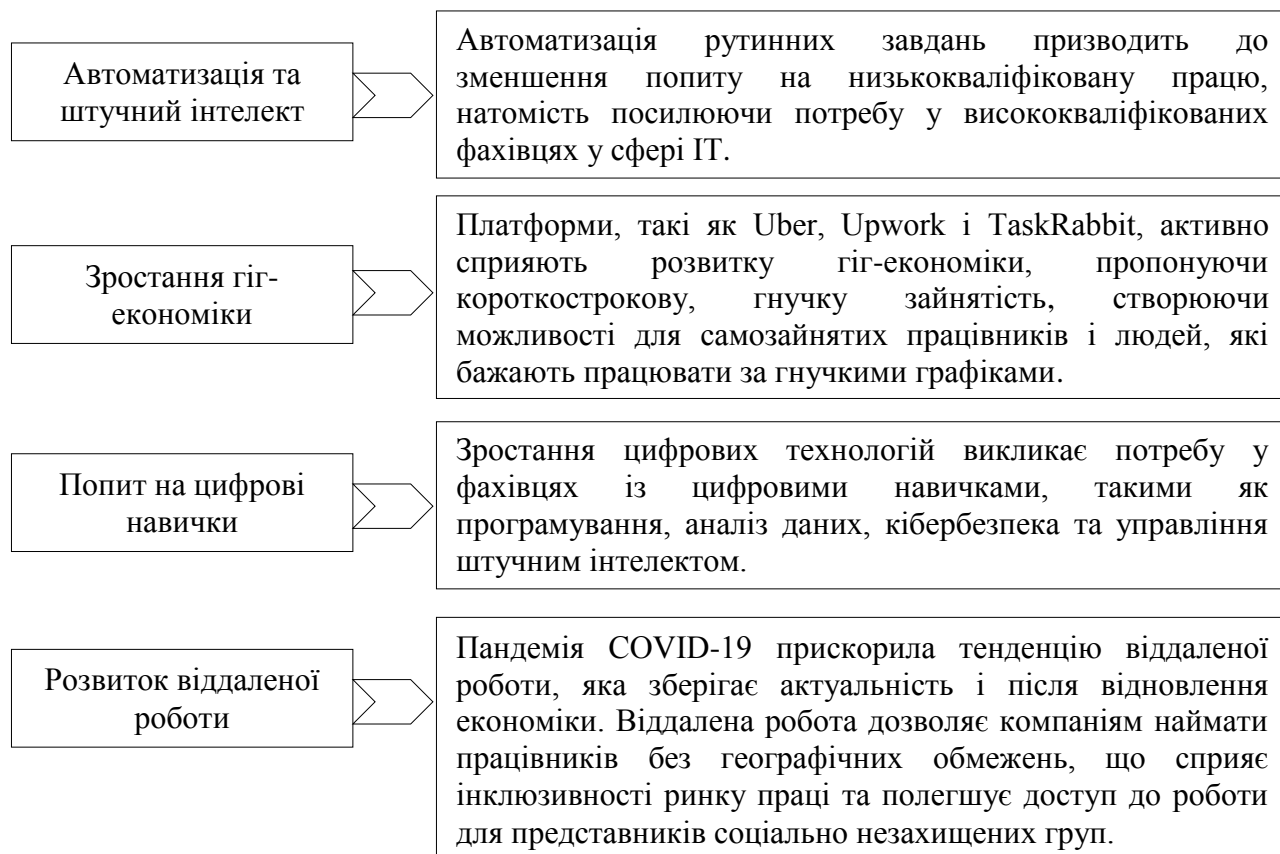 Автоматизація та
штучний інтелект
Автоматизація рутинних завдань призводить до
зменшення попиту на низькокваліфіковану працю,
натомість посилюючи потребу у висококваліфікованих
фахівцях у сфері ІТ.
Зростання гіг-
економіки
Платформи, такі як Uber, Upwork і TaskRabbit, активно
сприяють розвитку гіг-економіки, пропонуючи
короткострокову, гнучку зайнятість, створюючи
можливості для самозайнятих працівників і людей, які
бажають працювати за гнучкими графіками.
Попит на цифрові
навички
Зростання цифрових технологій викликає потребу у
фахівцях із цифровими навичками, такими як
програмування, аналіз даних, кібербезпека та управління
штучним інтелектом.
Розвиток віддаленої
роботи
Пандемія COVID-19 прискорила тенденцію віддаленої
роботи, яка зберігає актуальність і після відновлення
економіки. Віддалена робота дозволяє компаніям наймати
працівників без географічних обмежень, що сприяє
інклюзивності ринку праці та полегшує доступ до роботи
для представників соціально незахищених груп.